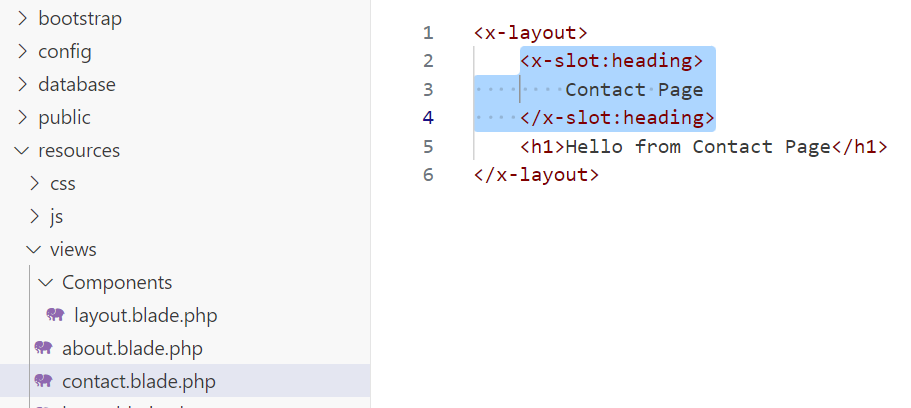 bootstrap
config
database
public
resources
css
js
views
Components
layout.blade.php
about.blade.php
contact.blade.php
1 <x-layout>
2 <x-slot:heading>
3 Contact Page
4 </x-slot:heading>
5 <h1>Hello from Contact Page</h1>
6 </x-layout>